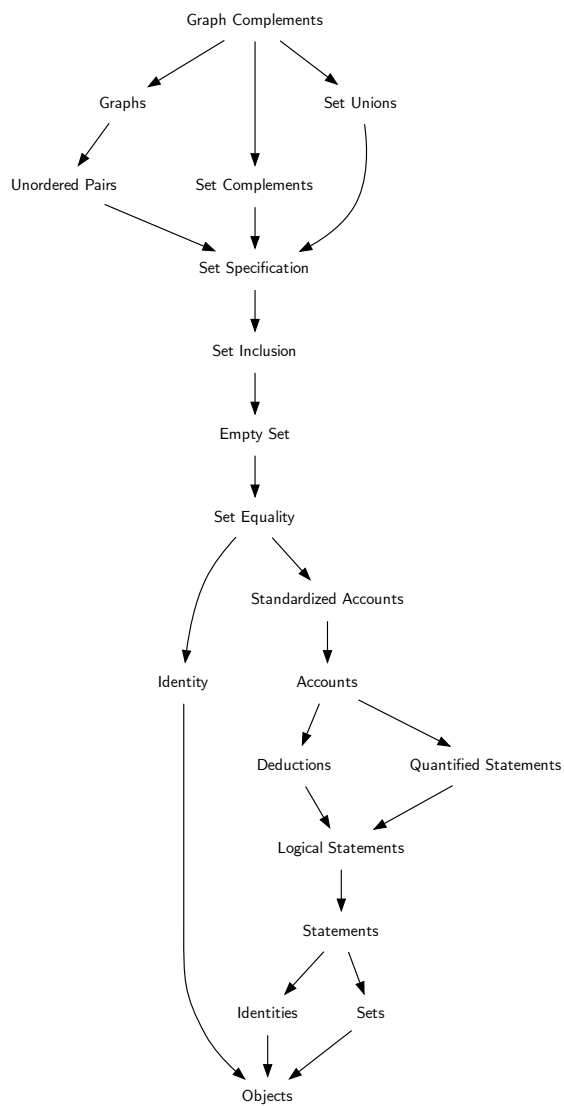 Graph Complements
Graphs
Set Unions
Unordered Pairs
Set Complements
Set Specification
Set Inclusion
Empty Set
Set Equality
Standardized Accounts
Identity
Accounts
Deductions
Quantified Statements
Logical Statements
Statements
Identities
Sets
Objects